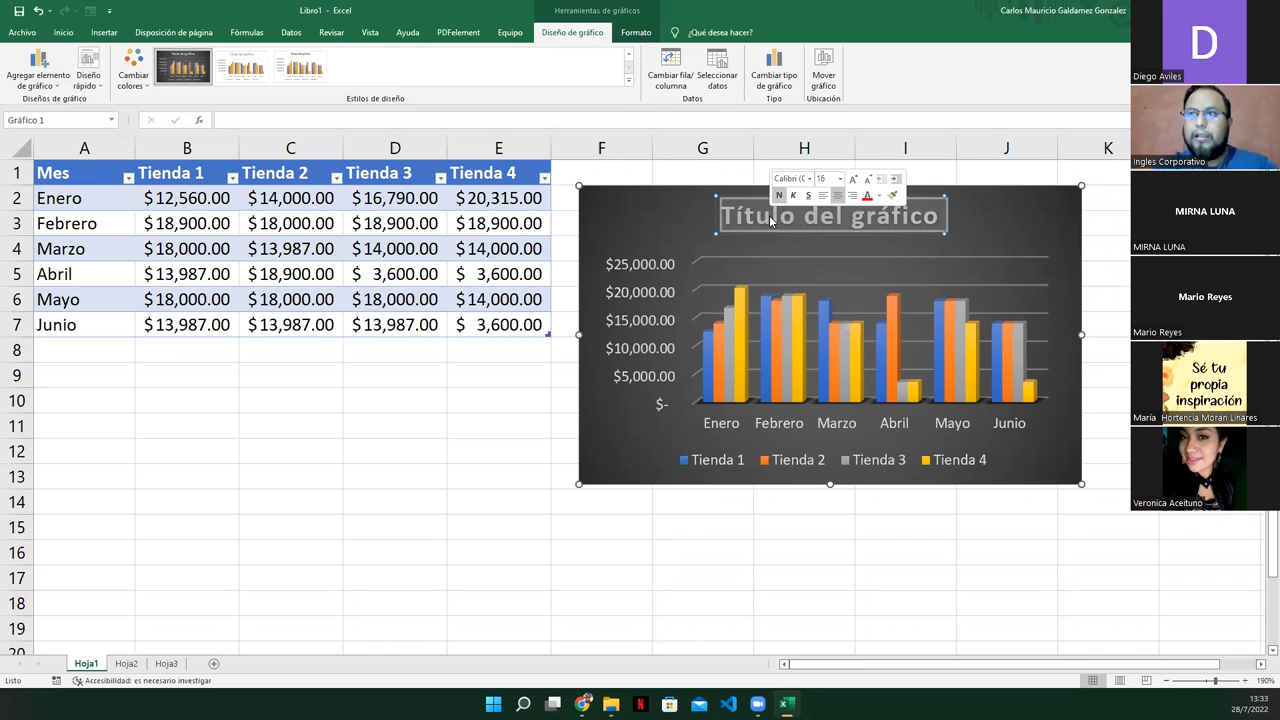 Libro1 - Excel
Herramientas de gráficos
Carlos Mauricio Galdamez Gonzalez
Archivo Inicio Insertar Disposición de página Fórmulas Datos Revisar Vista Ayuda PDFelement Equipo Diseño de gráfico Formato ¿Qué desea hacer?
Agregar elemento de gráfico
Diseño rápido
Cambiar colores
Cambiar fila/ columna
Seleccionar datos
Cambiar tipo de gráfico
Mover gráfico
Diseños de gráfico Estilos de diseño Datos Tipo Ubicación
Gráfico 1
fx
A B C D E F G H I J K
1 Mes Tienda 1 Tienda 2 Tienda 3 Tienda 4
2 Enero $12,560.00 $14,000.00 $16,790.00 $20,315.00
3 Febrero $18,900.00 $18,000.00 $18,900.00 $18,900.00
4 Marzo $18,000.00 $13,987.00 $14,000.00 $14,000.00
5 Abril $13,987.00 $18,900.00 $ 3,600.00 $ 3,600.00
6 Mayo $18,000.00 $18,000.00 $18,000.00 $14,000.00
7 Junio $13,987.00 $13,987.00 $13,987.00 $ 3,600.00
8
9
10
11
12
13
14
15
16
17
18
19
20
Calibri (C 16
N K S
Título del gráfico
$25,000.00
$20,000.00
$15,000.00
$10,000.00
$5,000.00
$-
Enero Febrero Marzo Abril Mayo Junio
Tienda 1 Tienda 2 Tienda 3 Tienda 4
D
Diego Aviles
Ingles Corporativo
MIRNA LUNA
MIRNA LUNA
Mario Reyes
Mario Reyes
Sé tu
propia
inspiración
María Hortencia Morán Linares
Veronica Aceituno
Hoja1 Hoja2 Hoja3
Listo Accesibilidad: es necesario investigar
190%
13:33
28/7/2022